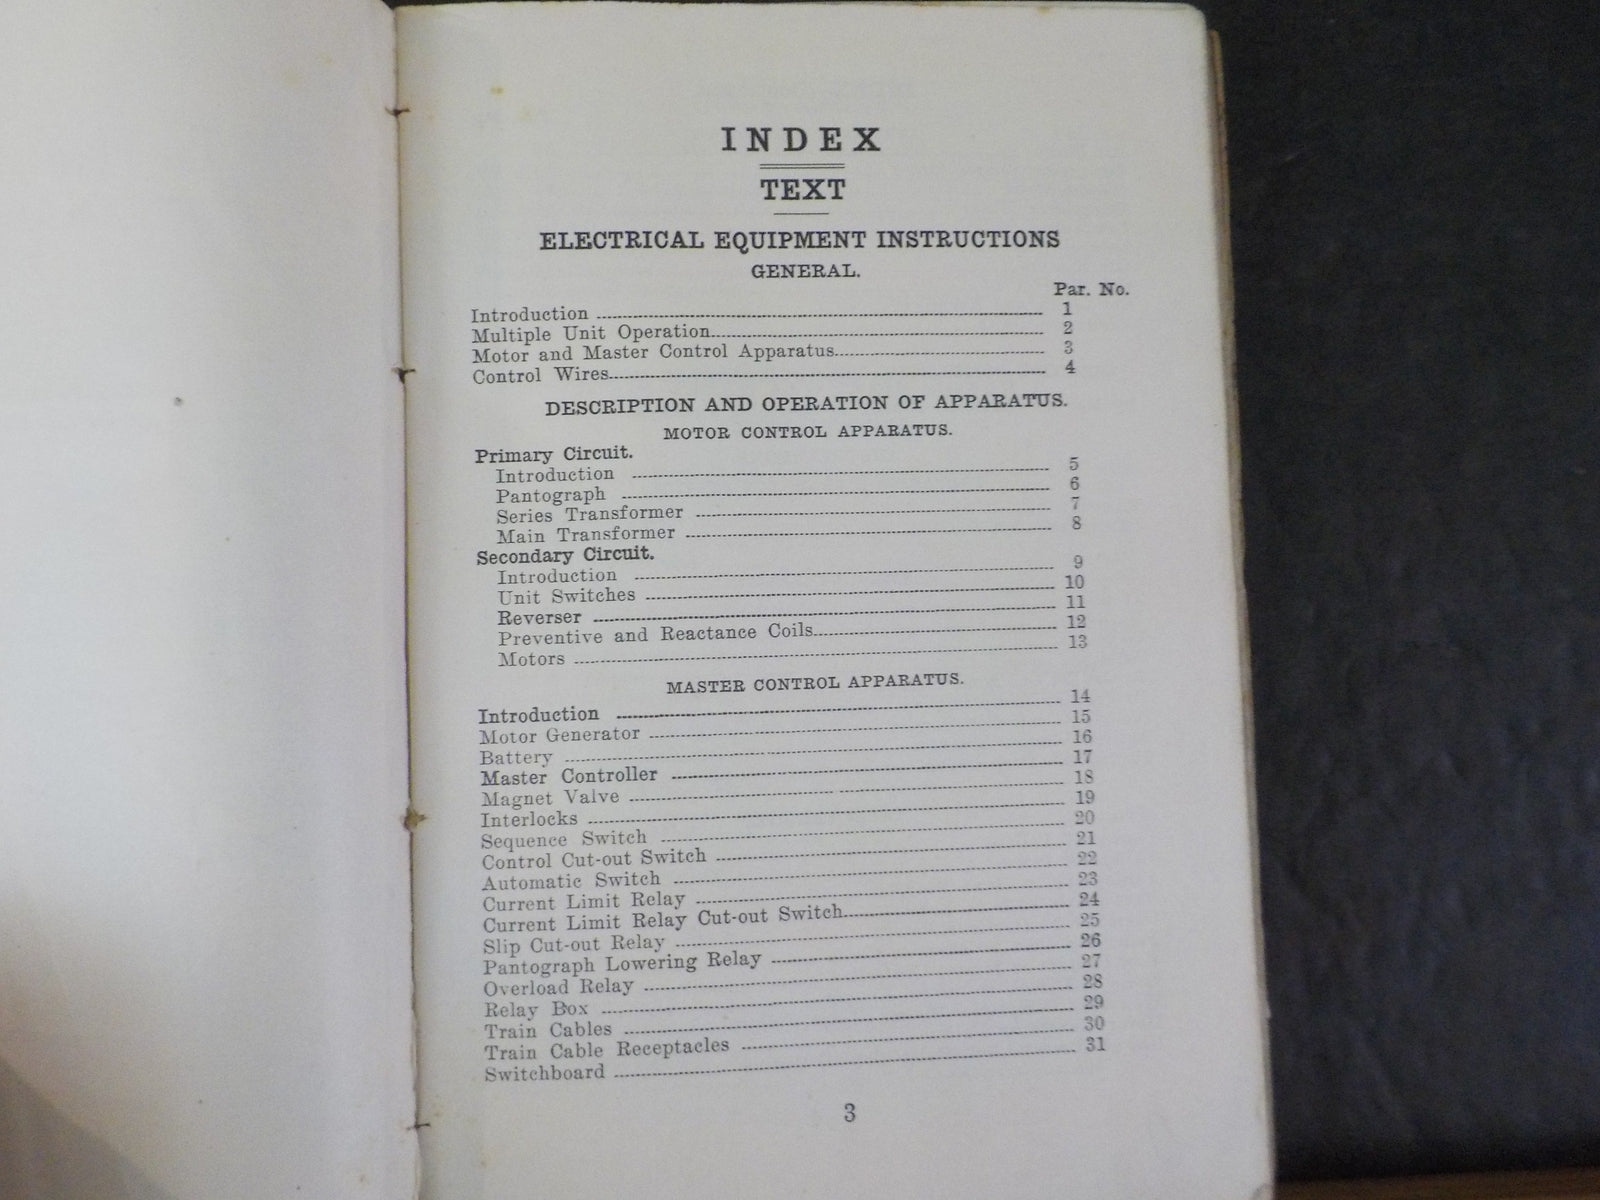 INDEX
TEXT
ELECTRICAL EQUIPMENT INSTRUCTIONS
GENERAL.
Par. No.
Introduction 1
Multiple Unit Operation 2
Motor and Master Control Apparatus 3
Control Wires 4
DESCRIPTION AND OPERATION OF APPARATUS.
MOTOR CONTROL APPARATUS.
Primary Circuit.
Introduction 5
Pantograph 6
Series Transformer 7
Main Transformer 8
Secondary Circuit.
Introduction 9
Unit Switches 10
Reverser 11
Preventive and Reactance Coils 12
Motors 13
MASTER CONTROL APPARATUS.
Introduction 14
Motor Generator 15
Battery 16
Master Controller 17
Magnet Valve 18
Interlocks 19
Sequence Switch 20
Control Cut-out Switch 21
Automatic Switch 22
Current Limit Relay 23
Current Limit Relay Cut-out Switch 24
Slip Cut-out Relay 25
Pantograph Lowering Relay 26
Overload Relay 27
Relay Box 28
Train Cables 29
Train Cable Receptacles 30
Switchboard 31
3